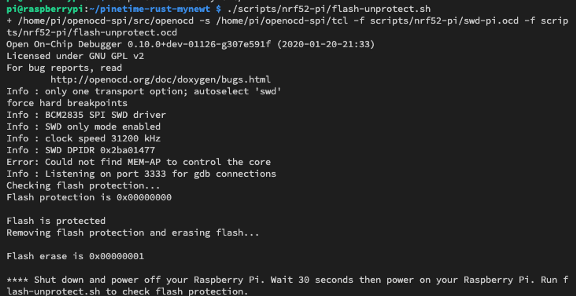 pi@raspberrypi:~/pinetime-rust-mynewt $ ./scripts/nrf52-pi/flash-unprotect.sh
+ /home/pi/openocd-spi/src/openocd -s /home/pi/openocd-spi/tcl -f scripts/nrf52-pi/swd-pi.ocd -f scrip
ts/nrf52-pi/flash-unprotect.ocd
Open On-Chip Debugger 0.10.0+dev-01126-g307e591f (2020-01-20-21:33)
Licensed under GNU GPL v2
For bug reports, read
        http://openocd.org/doc/doxygen/bugs.html
Info : only one transport option; autoselect 'swd'
force hard breakpoints
Info : BCM2835 SPI SWD driver
Info : SWD only mode enabled
Info : clock speed 31200 kHz
Info : SWD DPIDR 0x2ba01477
Error: Could not find MEM-AP to control the core
Info : Listening on port 3333 for gdb connections
Checking flash protection...
Flash protection is 0x00000000

Flash is protected
Removing flash protection and erasing flash...

Flash erase is 0x00000001

**** Shut down and power off your Raspberry Pi. Wait 30 seconds then power on your Raspberry Pi. Run f
lash-unprotect.sh to check flash protection.